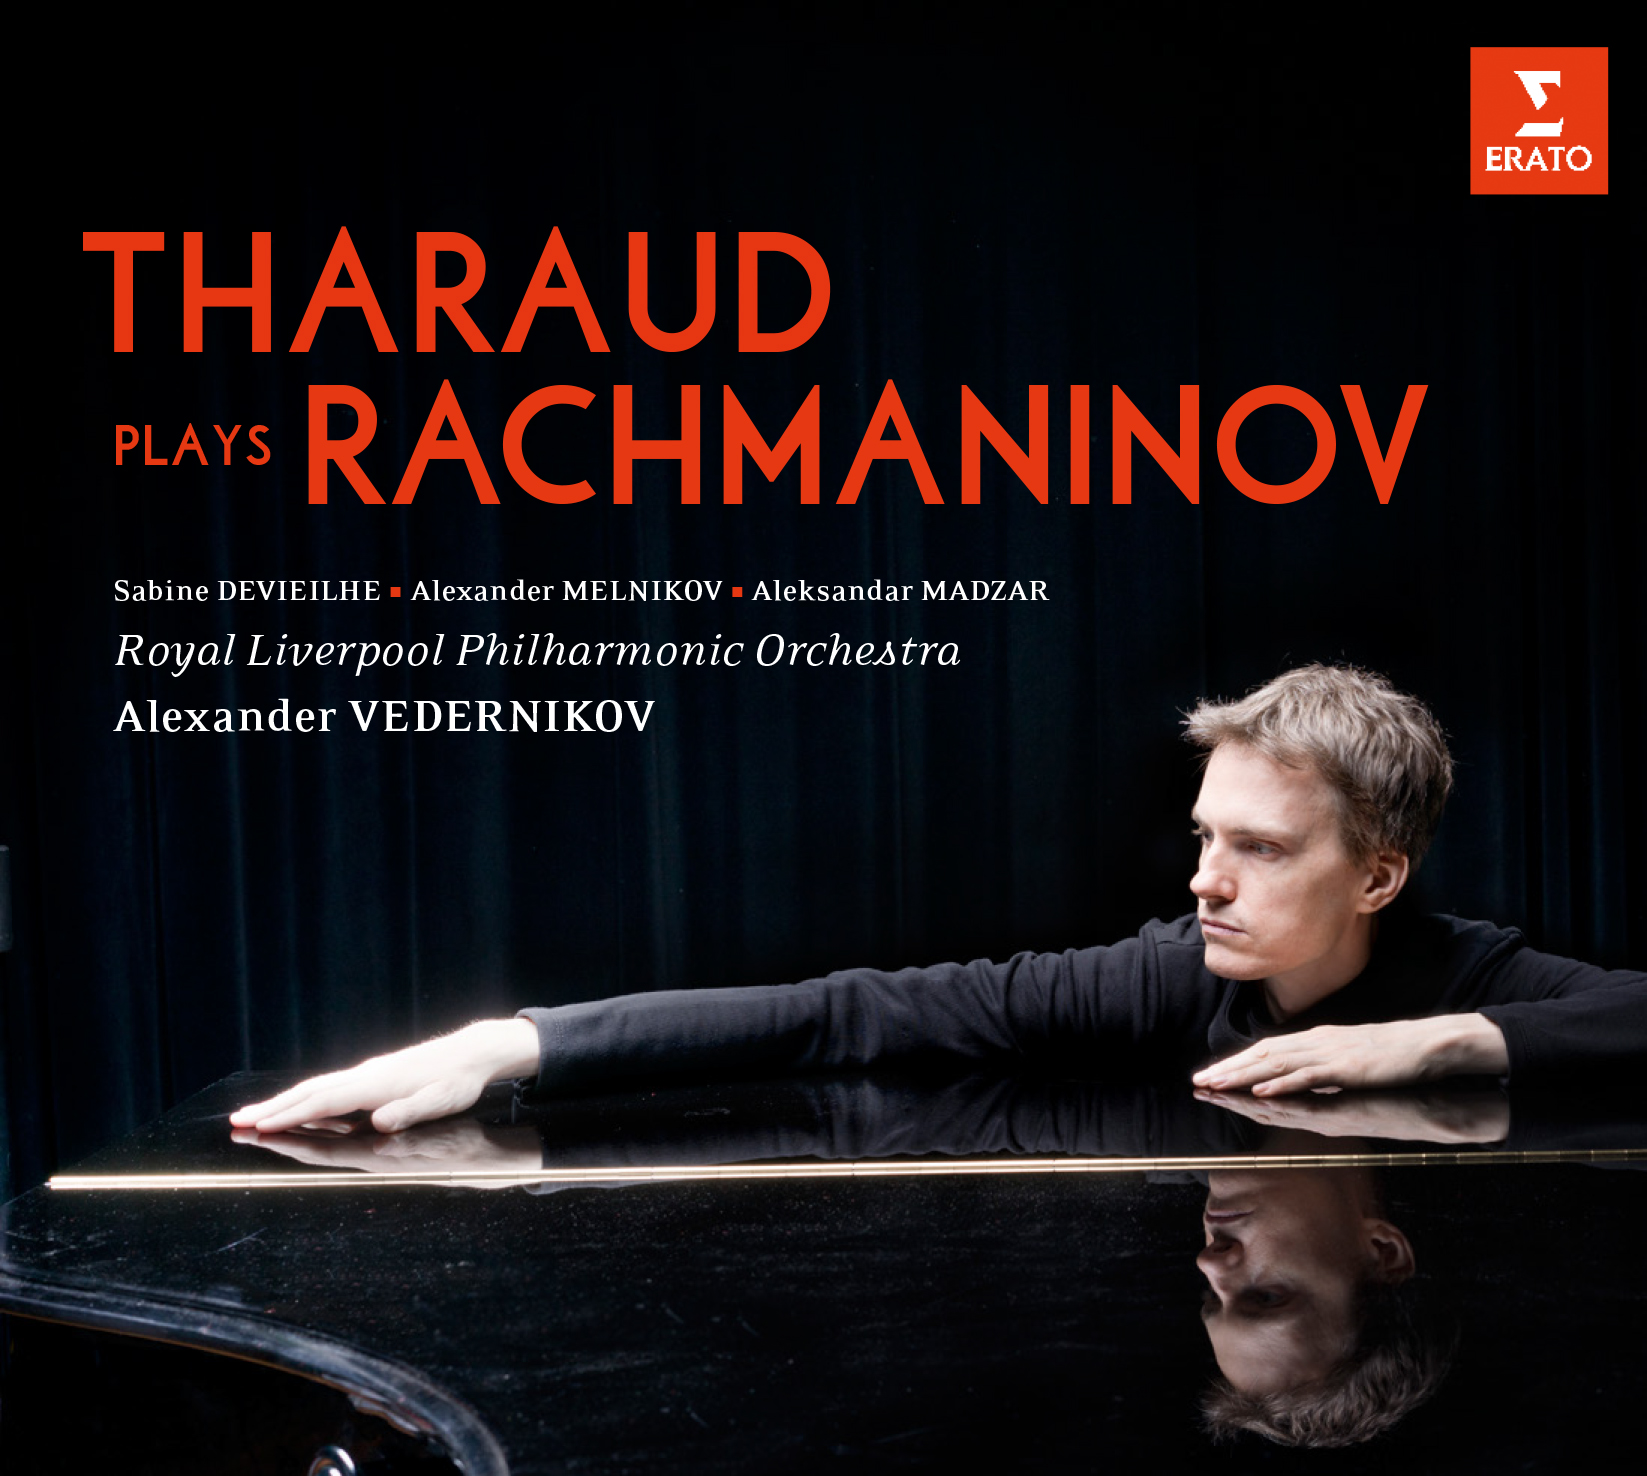 ERATO
THARAUD
PLAYS RACHMANINOV
Sabine DEVIEILHE ▪ Alexander MELNIKOV ▪ Aleksandar MADZAR
Royal Liverpool Philharmonic Orchestra
Alexander VEDERNIKOV